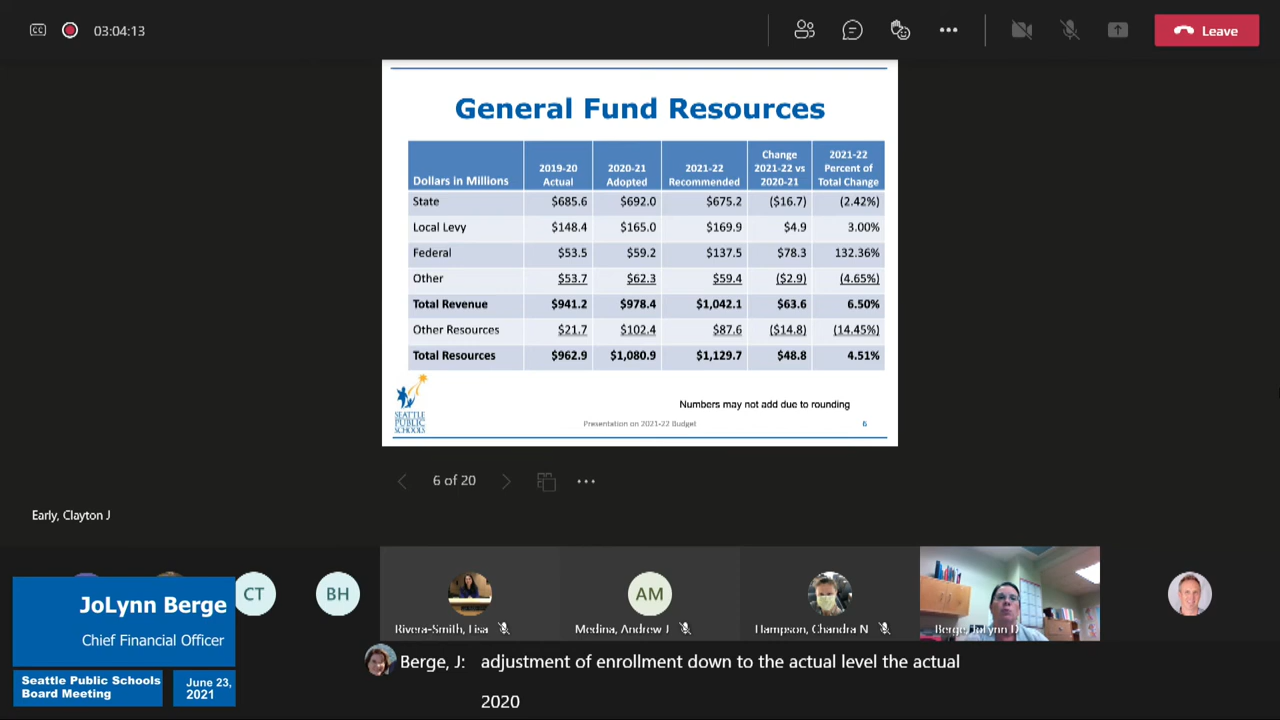 CC
03:04:13
Leave
General Fund Resources
Dollars in Millions 2019-20 Actual 2020-21 Adopted 2021-22 Recommended Change 2021-22 vs 2020-21 2021-22 Percent of Total Change
State $685.6 $692.0 $675.2 ($16.7) (2.42%)
Local Levy $148.4 $165.0 $169.9 $4.9 3.00%
Federal $53.5 $59.2 $137.5 $78.3 132.36%
Other $53.7 $62.3 $59.4 ($2.9) (4.65%)
Total Revenue $941.2 $978.4 $1,042.1 $63.6 6.50%
Other Resources $21.7 $102.4 $87.6 ($14.8) (14.45%)
Total Resources $962.9 $1,080.9 $1,129.7 $48.8 4.51%
Numbers may not add due to rounding
SEATTLE
PUBLIC
SCHOOLS
Presentation on 2021-22 Budget 6
6 of 20
Early, Clayton J
CT
BH
AM
Rivera-Smith, Lisa
Medina, Andrew J
Hampson, Chandra N
Berge, JoLynn D
JoLynn Berge
Chief Financial Officer
Seattle Public Schools
Board Meeting
June 23,
2021
Berge, J: adjustment of enrollment down to the actual level the actual
2020